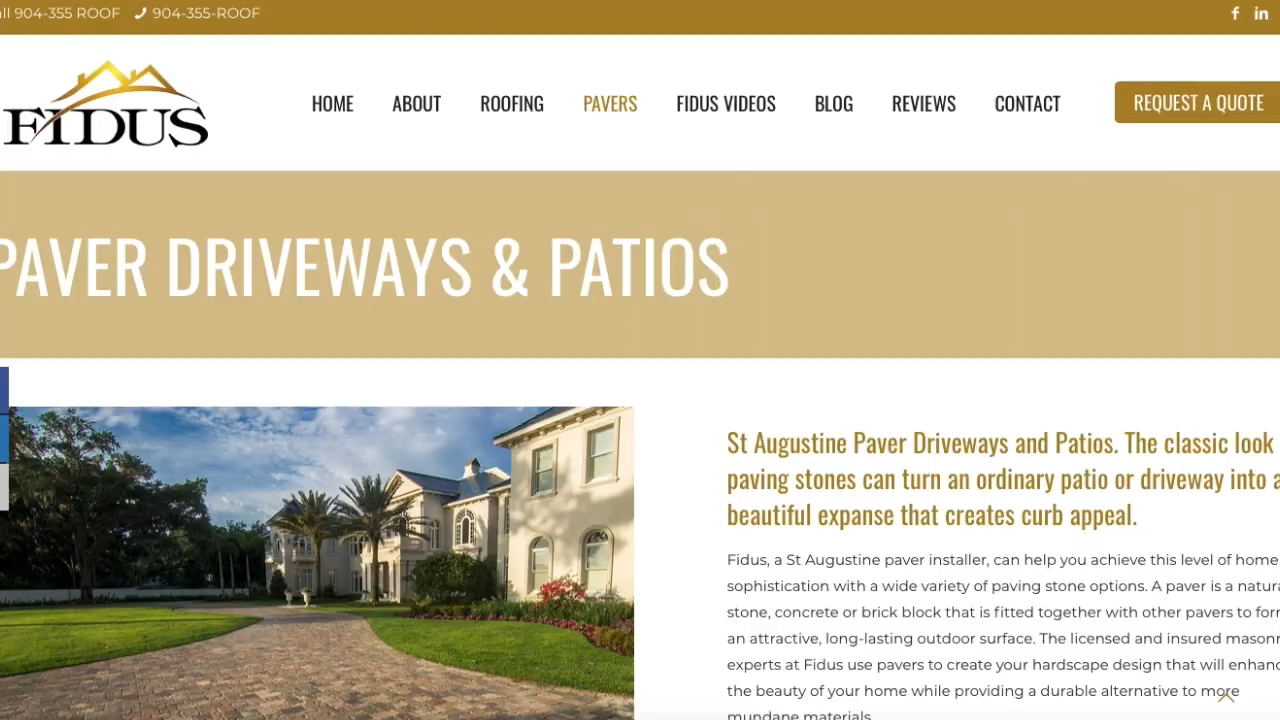 904-355 ROOF 904-355-ROOF
FIDUS
HOME ABOUT ROOFING PAVERS FIDUS VIDEOS BLOG REVIEWS CONTACT REQUEST A QUOTE
PAVER DRIVEWAYS & PATIOS
St Augustine Paver Driveways and Patios. The classic look
paving stones can turn an ordinary patio or driveway into a
beautiful expanse that creates curb appeal.
Fidus, a St Augustine paver installer, can help you achieve this level of home
sophistication with a wide variety of paving stone options. A paver is a
stone, concrete or brick block that is fitted together with other pavers to
an attractive, long-lasting outdoor surface. The licensed and insured
experts at Fidus use pavers to create your hardscape design that will
the beauty of your home while providing a durable alternative to more
mundane materials.